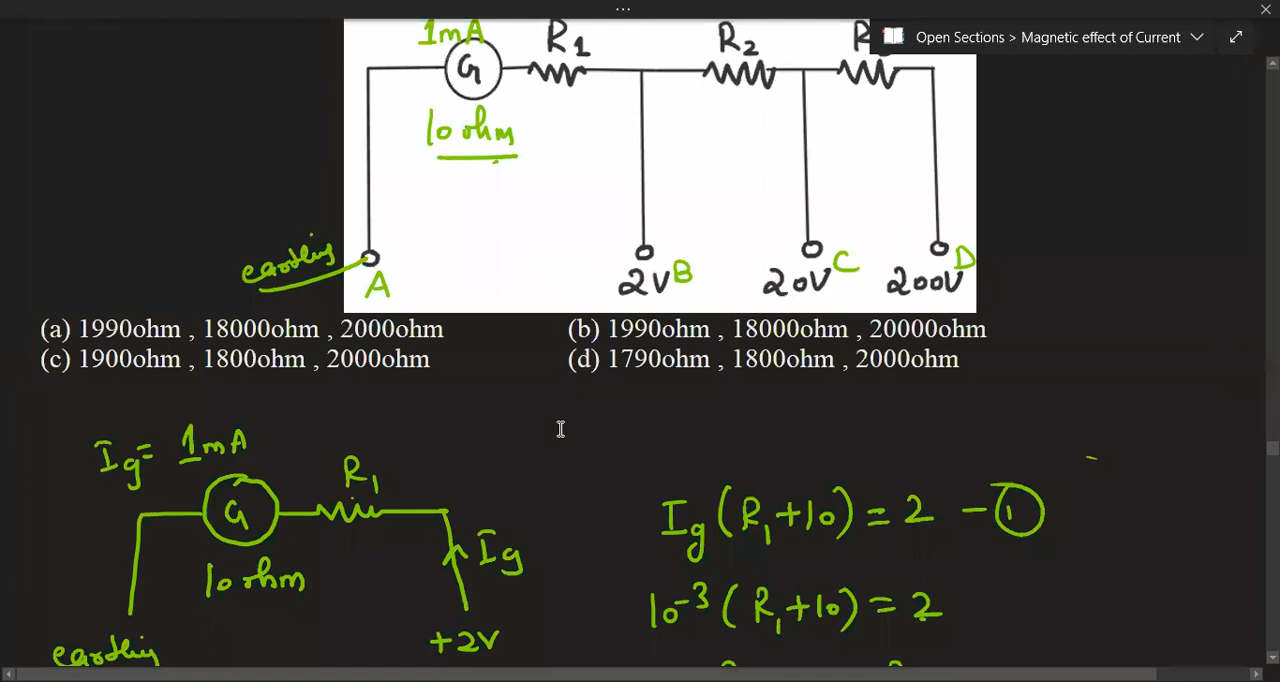 1mA R1 R2 R
Open Sections > Magnetic effect of Current
G
10 ohm
earthing
A 2V B 20V C 200V D
(a) 1990ohm , 18000ohm , 2000ohm (b) 1990ohm , 18000ohm , 20000ohm
(c) 1900ohm , 1800ohm , 2000ohm (d) 1790ohm , 1800ohm , 2000ohm
Ig = 1mA
R1
G
10 ohm
Ig
+2V
earthing
Ig (R1+10) = 2 - 1
10-3 (R1+10) = 2